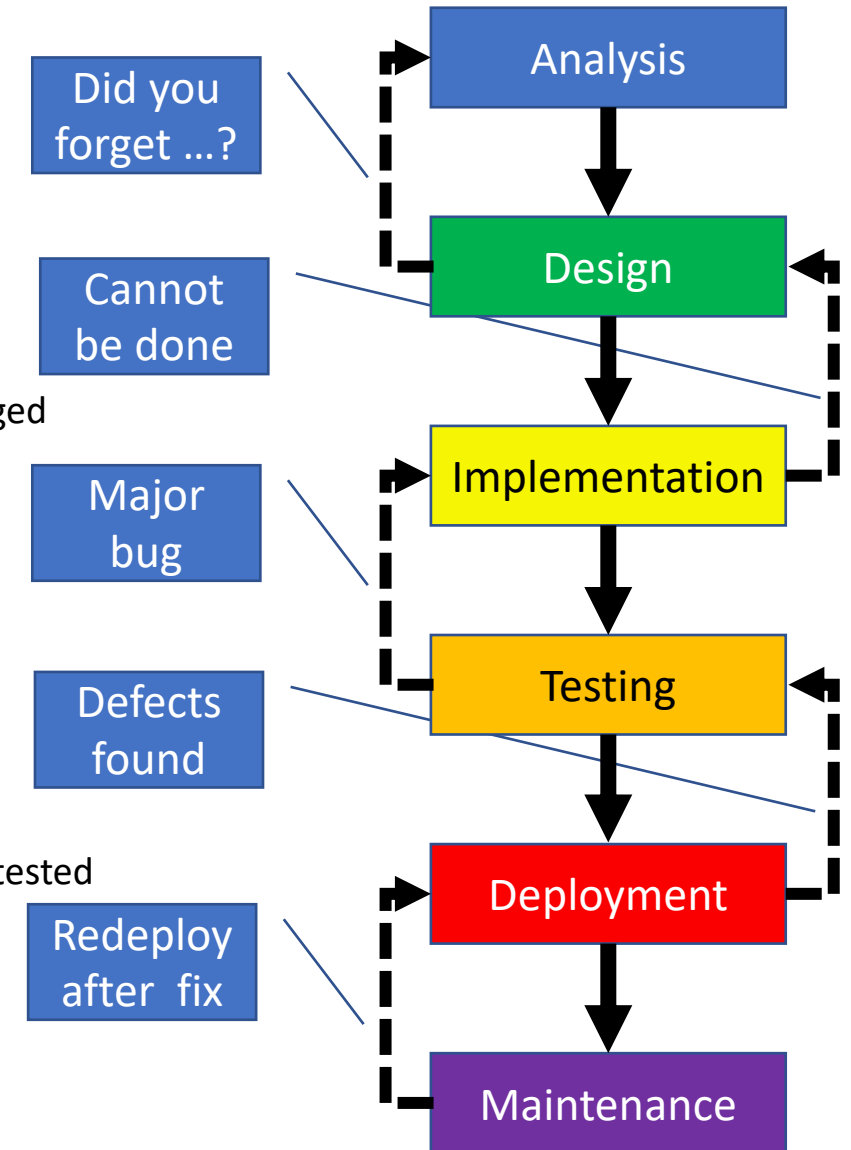 Analysis
Did you
forget ...?
Design
Cannot
be done
ged
Implementation
Major
bug
Testing
Defects
found
tested
Deployment
Redeploy
after fix
Maintenance